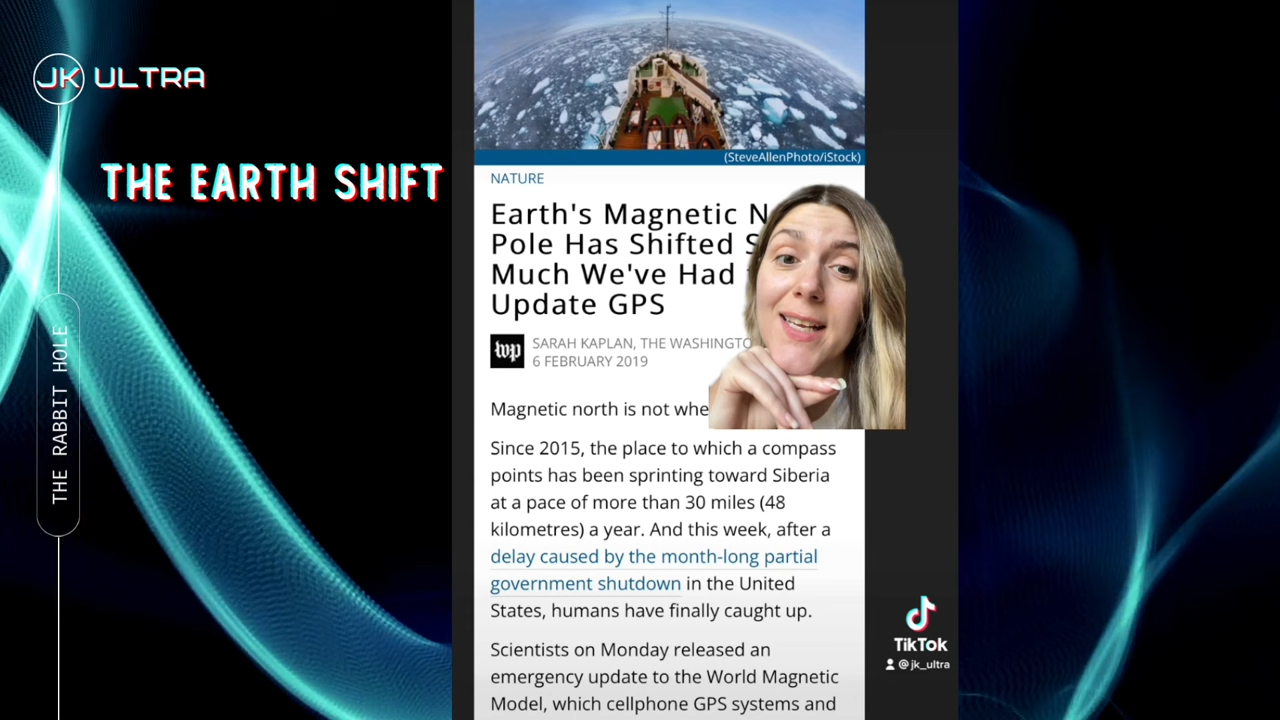 JK ULTRA
THE EARTH SHIFT
THE RABBIT HOLE
(SteveAllenPhoto/iStock)
NATURE
Earth's Magnetic
Pole Has Shifted
Much We've Had
Update GPS
wp
SARAH KAPLAN, THE
6 FEBRUARY 2019
Magnetic north is not
Since 2015, the place to which a compass
points has been sprinting toward Siberia
at a pace of more than 30 miles (48
kilometres) a year. And this week, after a
delay caused by the month-long partial
government shutdown in the United
States, humans have finally caught up.
Scientists on Monday released an
emergency update to the World Magnetic
Model, which cellphone GPS systems and
TikTok
@jk_ultra